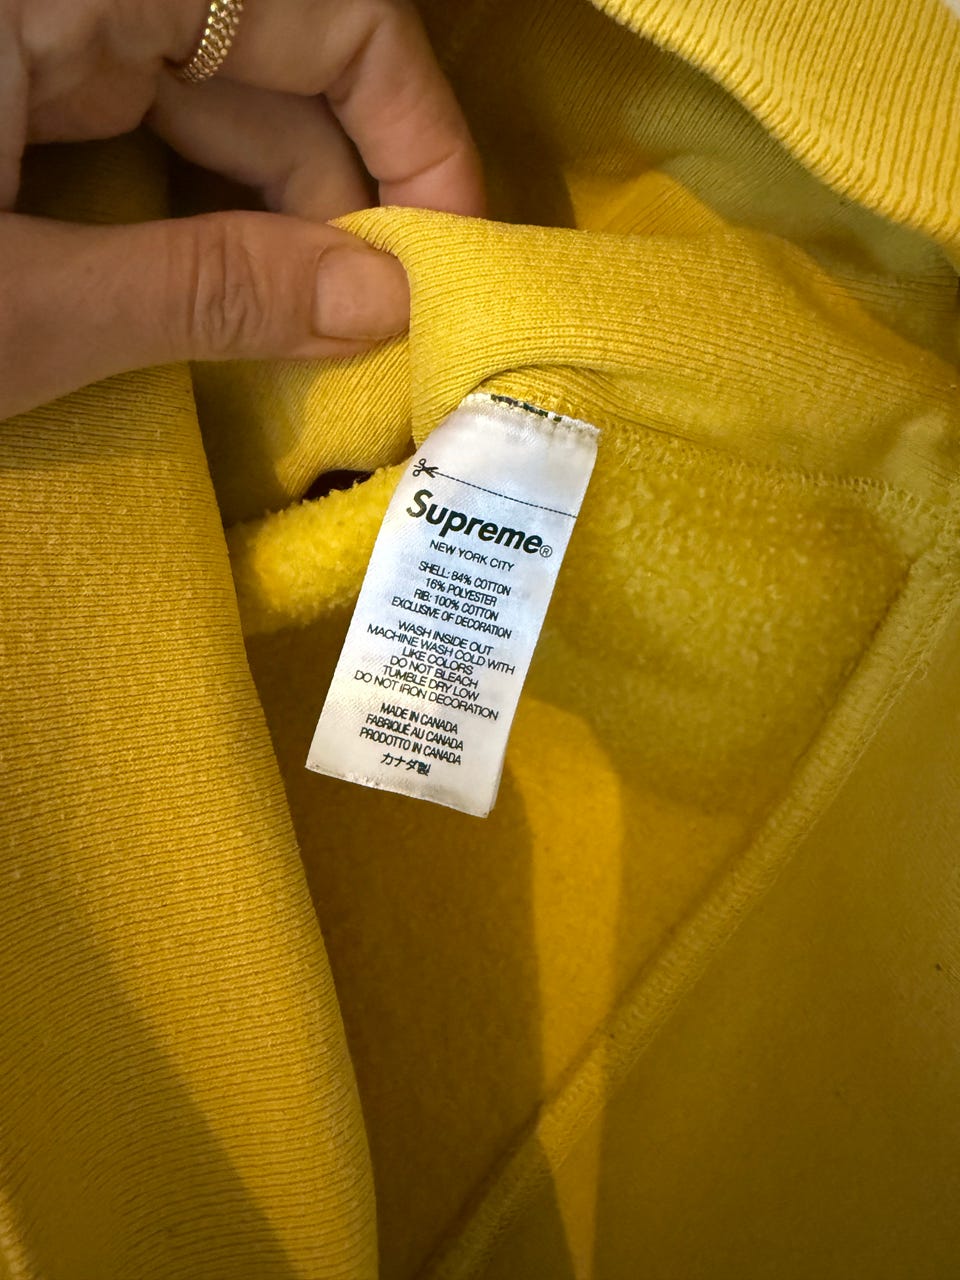 Supreme®
NEW YORK CITY
SHELL: 84% COTTON
16% POLYESTER
RIB: 100% COTTON
EXCLUSIVE OF DECORATION
WASH INSIDE OUT
MACHINE WASH COLD WITH
LIKE COLORS
DO NOT BLEACH
TUMBLE DRY LOW
DO NOT IRON DECORATION
MADE IN CANADA
FABRIQUÉ AU CANADA
PRODOTTO IN CANADA
カナダ製